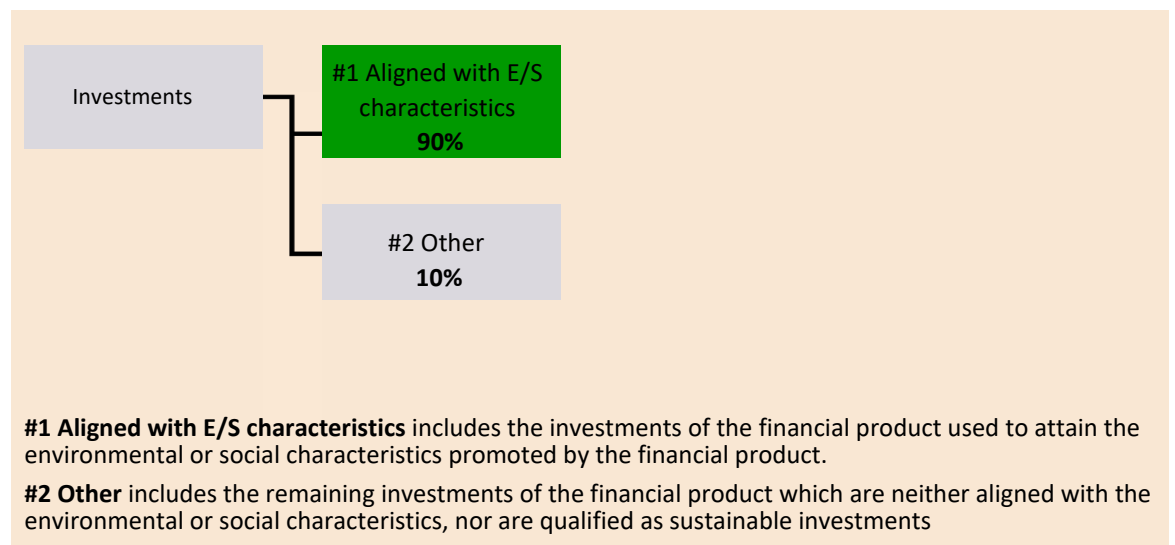 Investments
#1 Aligned with E/S
characteristics
90%
#2 Other
10%
#1 Aligned with E/S characteristics includes the investments of the financial product used to attain the
environmental or social characteristics promoted by the financial product.
#2 Other includes the remaining investments of the financial product which are neither aligned with the
environmental or social characteristics, nor are qualified as sustainable investments